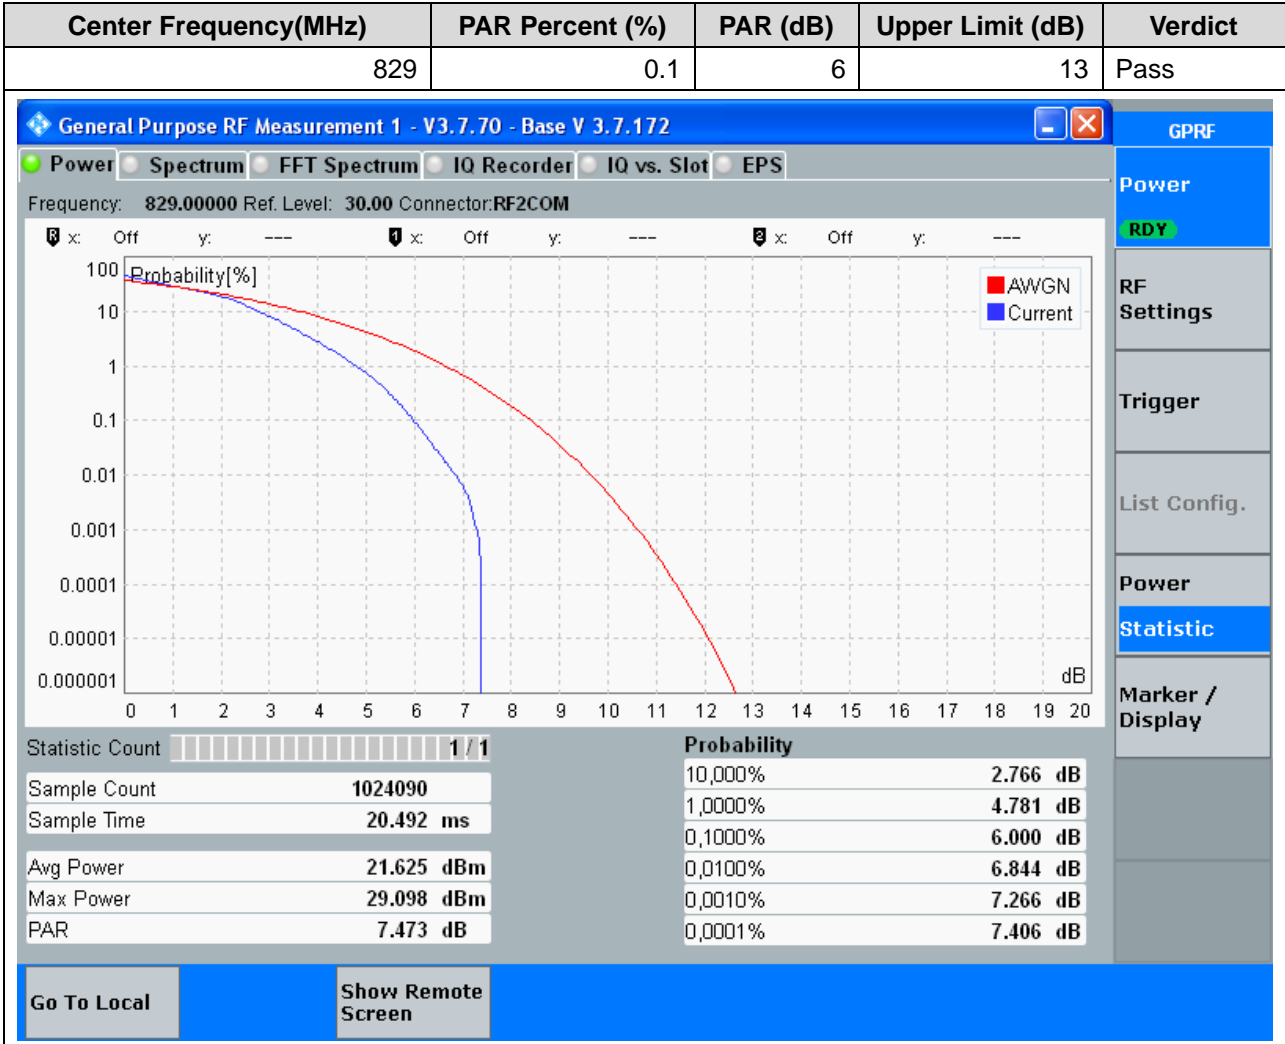 Center Frequency(MHz) PAR Percent (%) PAR (dB) Upper Limit (dB) Verdict
829 0.1 6 13 Pass
General Purpose RF Measurement 1 - V3.7.70 - Base V 3.7.172
GPRF
Power Spectrum FFT Spectrum IQ Recorder IQ vs. Slot EPS
Power
RDY
Frequency: 829.00000 Ref. Level: 30.00 Connector:RF2COM
R x: Off y: --- 1 x: Off y: --- 2 x: Off y: ---
Probability[%]
AWGN
Current
100
10
1
0.1
0.01
0.001
0.0001
0.00001
0.000001
dB
0 1 2 3 4 5 6 7 8 9 10 11 12 13 14 15 16 17 18 19 20
RF
Settings
Trigger
List Config.
Power
Statistic
Marker /
Display
Statistic Count 1 / 1
Sample Count 1024090
Sample Time 20.492 ms
Avg Power 21.625 dBm
Max Power 29.098 dBm
PAR 7.473 dB
Probability
10,000% 2.766 dB
1,0000% 4.781 dB
0,1000% 6.000 dB
0,0100% 6.844 dB
0,0010% 7.266 dB
0,0001% 7.406 dB
Go To Local
Show Remote
Screen